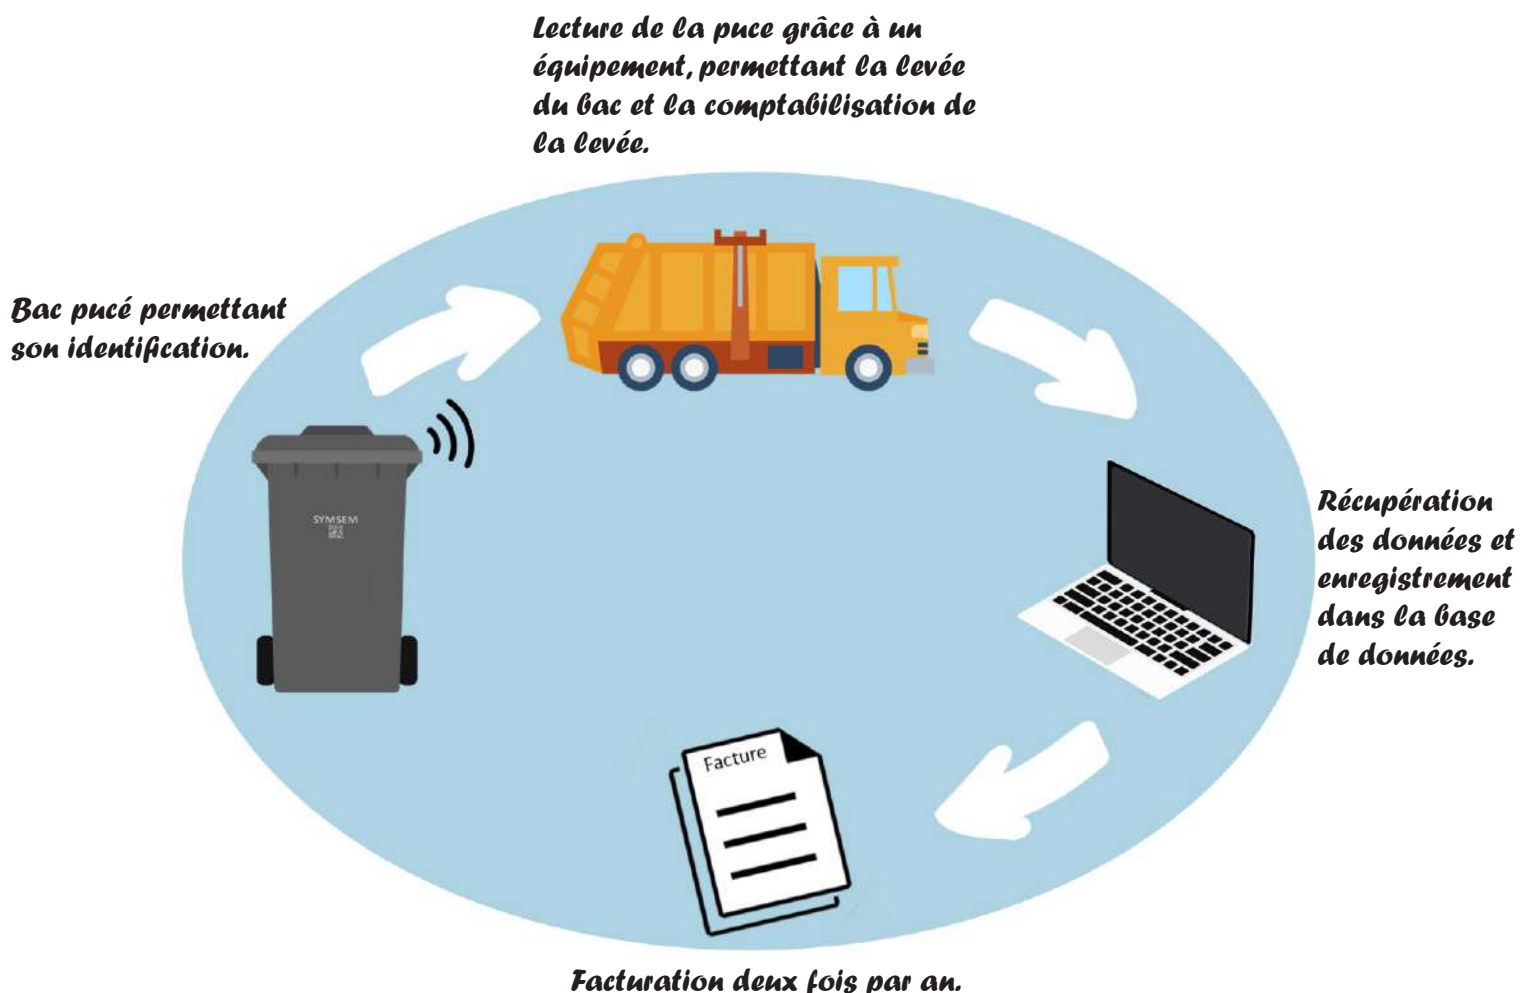 Lecture de la puce grâce à un
équipement, permettant la levée
du bac et la comptabilisation de
la levée.
Bac pucé permettant
son identification.
SYMSEM
Récupération
des données et
enregistrement
dans la base
de données.
Facture
Facturation deux fois par an.